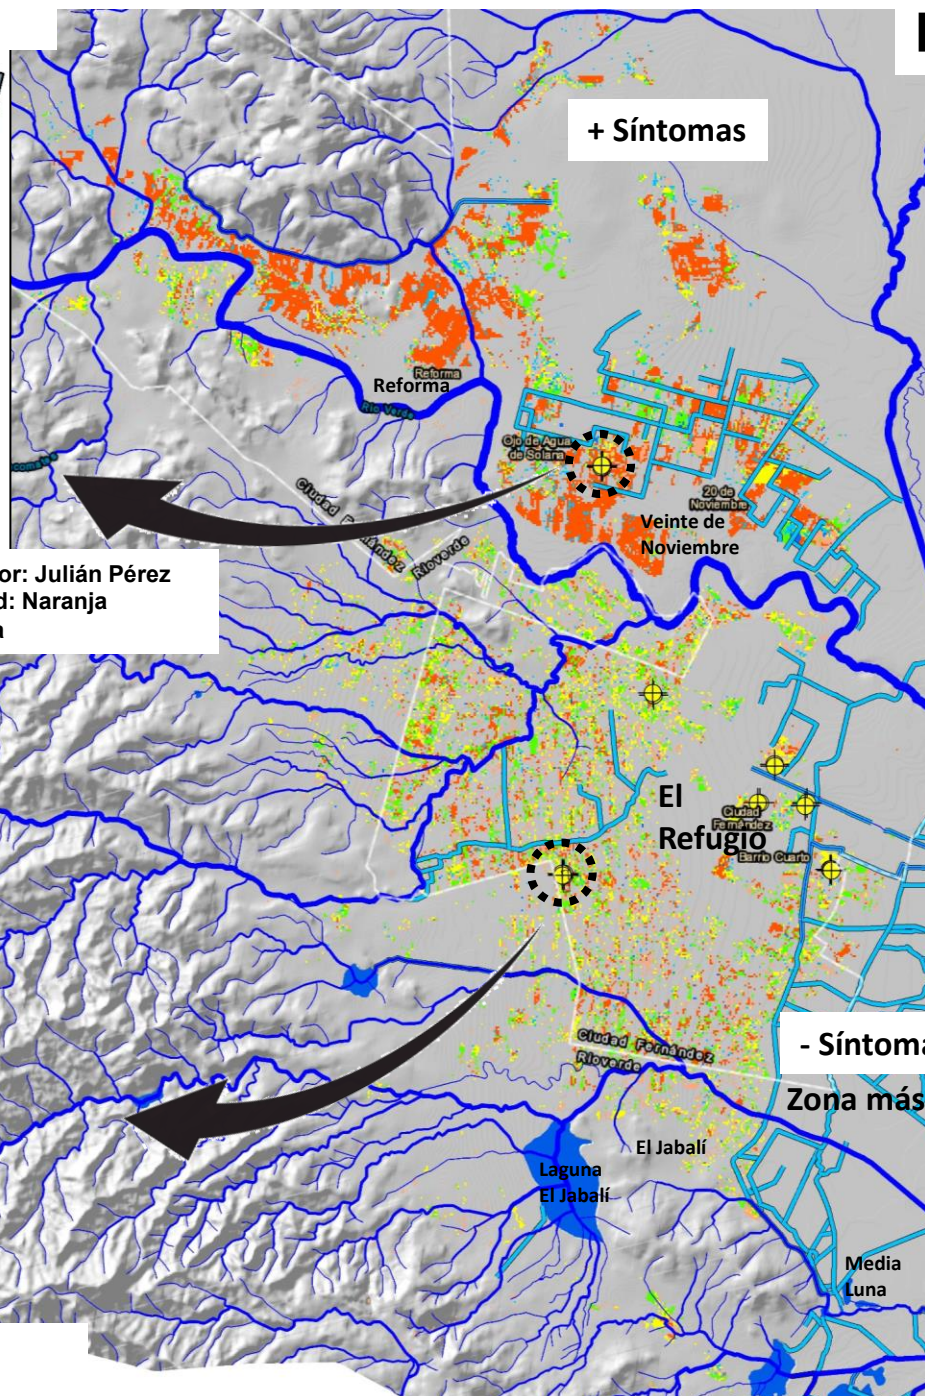 + Síntomas
Reforma
Reforma
Río Verde
Ojo de Agua
de Solana
20 de
Noviembre
Veinte de
Noviembre
Ciudad Fernández
Rioverde
or: Julián Pérez
d: Naranja
a
El
Refugio
Ciudad
Fernández
Barrio Cuarto
Ciudad Fernández
Rioverde
- Síntoma
Zona más
El Jabalí
Laguna
El Jabalí
Media
Luna